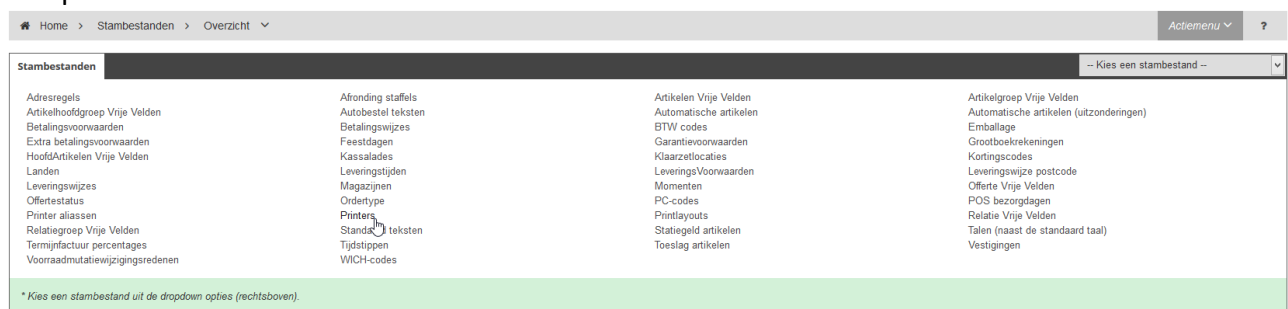 Home > Stambestanden > Overzicht
Actiemenu ?
Stambestanden
-- Kies een stambestand --
Adresregels Afronding staffels Artikelen Vrije Velden Artikelgroep Vrije Velden
Artikelhoofdgroep Vrije Velden Autobestel teksten Automatische artikelen Automatische artikelen (uitzonderingen)
Betalingsvoorwaarden Betalingswijzes BTW codes Emballage
Extra betalingsvoorwaarden Feestdagen Garantievoorwaarden Grootboekrekeningen
HoofdArtikelen Vrije Velden Kassalades Klaarzetlocaties Kortingscodes
Landen Leveringstijden LeveringsVoorwaarden Leveringswijze postcode
Leveringswijzes Magazijnen Momenten Offerte Vrije Velden
Offertestatus Ordertype PC-codes POS bezorgdagen
Printer aliassen Printers Printlayouts Relatie Vrije Velden
Relatiegroep Vrije Velden teksten Statiegeld artikelen Talen (naast de standaard taal)
Termijnfactuur percentages Tijdstippen Toeslag artikelen Vestigingen
Voorraadmutatiewijzigingsredenen WICH-codes
* Kies een stambestand uit de dropdown opties (rechtsboven).